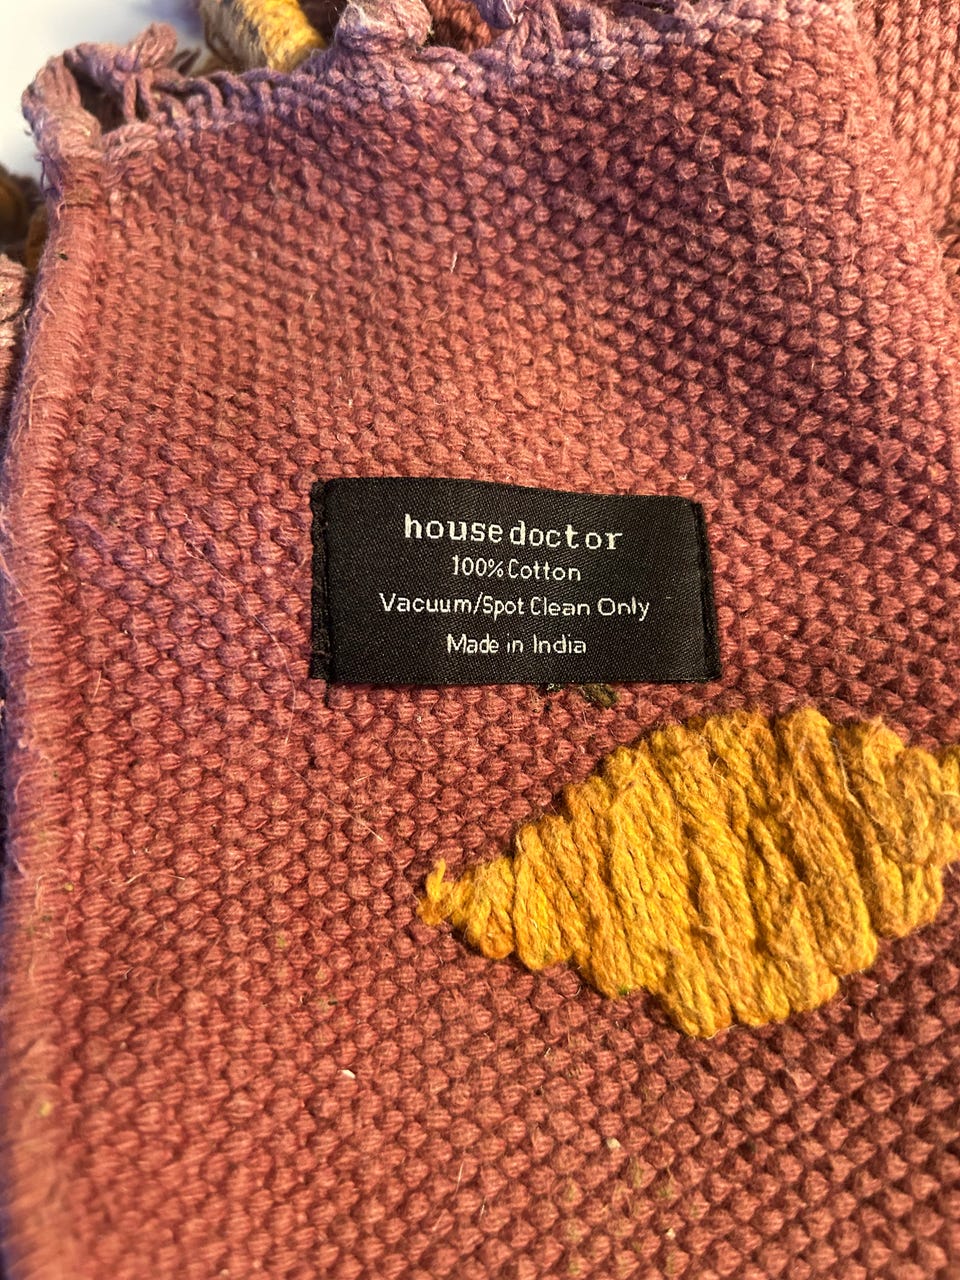 house doctor
100% Cotton
Vacuum/Spot Clean Only
Made in India